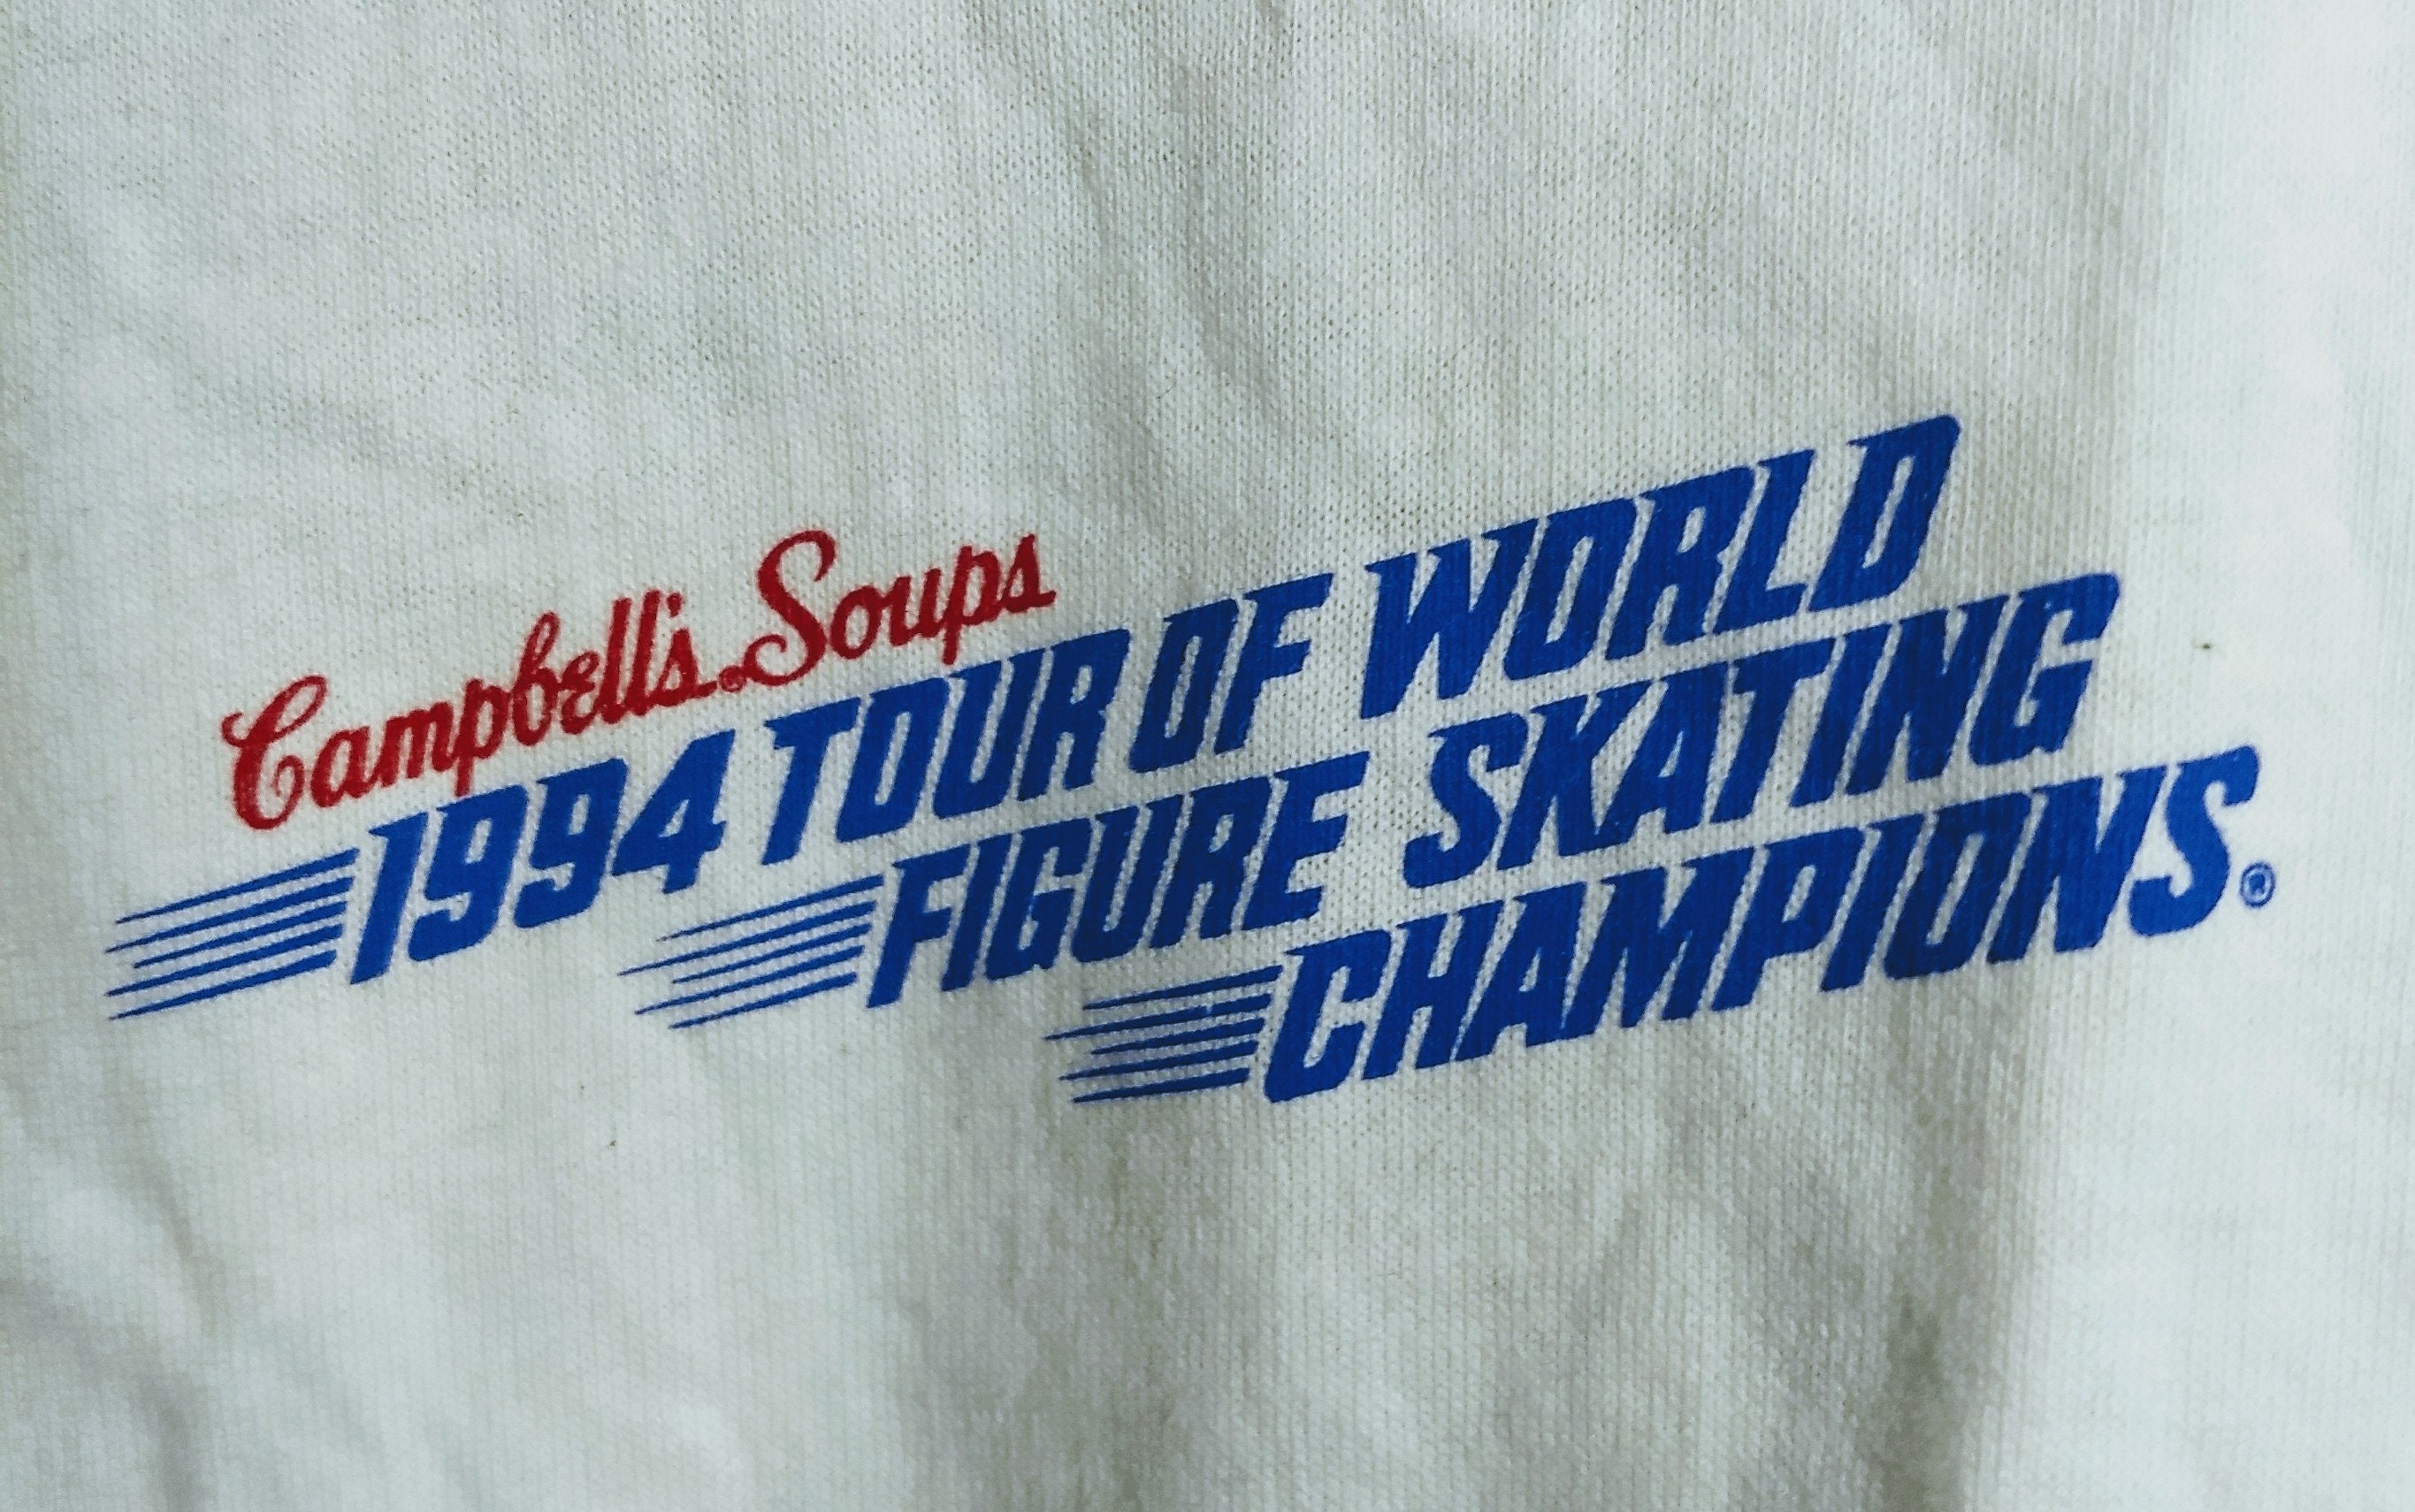 Campbell's® Soups
1994 TOUR OF WORLD
FIGURE SKATING
CHAMPIONS®